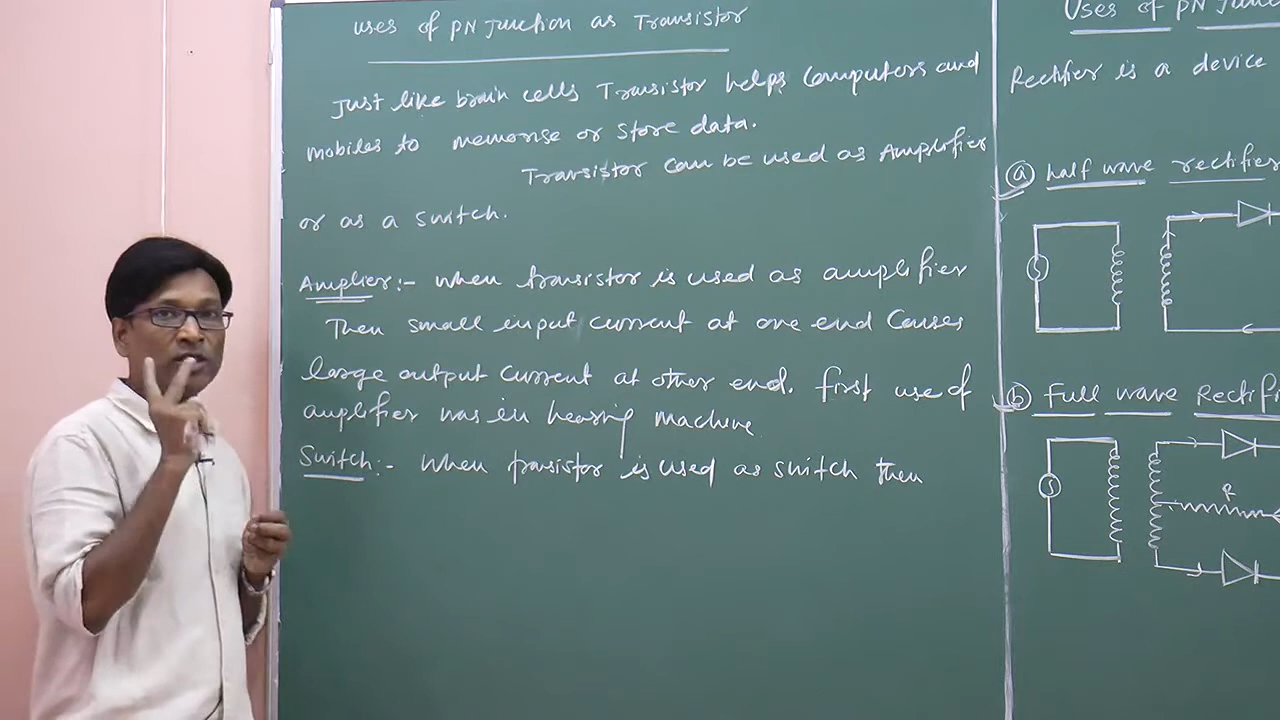 Uses of PN Junction as Transistor
Just like brain cells Transistor helps Computers and
mobiles to memorise or store data.
Transistor can be used as Amplifier
or as a switch.
Amplier:- When transistor is used as amplifier
Then small input current at one end Causes
large output current at other end. first use of
amplifier was in hearing machine
Switch:- When trasistor is used as switch then
Uses of PN Junc
Rectifier is a device
(a) half wave rectifier
(b) Full wave Rectifi
R